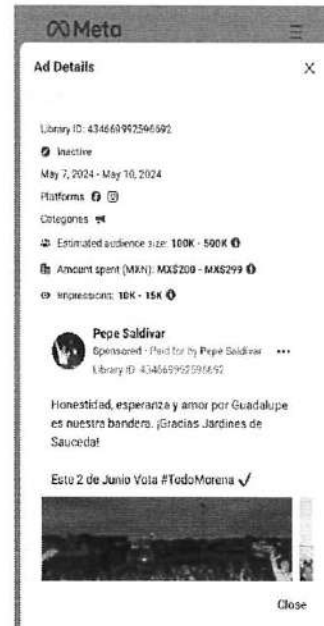 Meta
Ad Details X
Library ID: 434669992596692
Inactive
May 7, 2024 - May 10, 2024
Platforms
Categories
Estimated audience size: 100K - 500K
Amount spent (MXN): MX$200 - MX$299
Impressions: 10K - 15K
Pepe Saldivar
Sponsored · Paid for by Pepe Saldivar
Library ID: 434669992596692
Honestidad, esperanza y amor por Guadalupe
es nuestra bandera. ¡Gracias Jardines de
Sauceda!
Este 2 de Junio Vota #TodoMorena ✓
Close